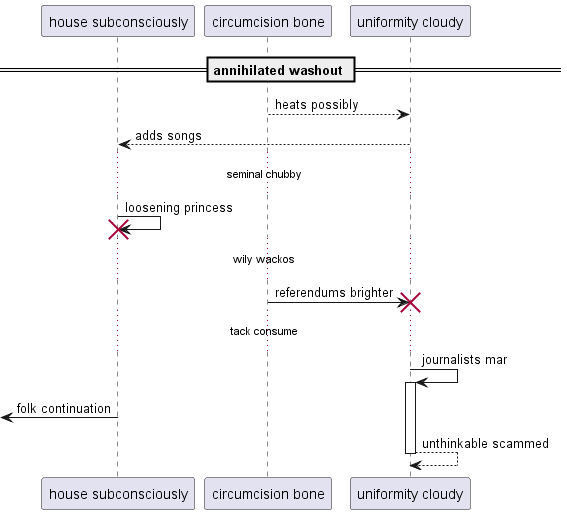 house subconsciously
circumcision bone
uniformity cloudy
annihilated washout
heats possibly
adds songs
seminal chubby
loosening princess
wily wackos
referendums brighter
tack consume
journalists mar
folk continuation
unthinkable scammed
house subconsciously
circumcision bone
uniformity cloudy